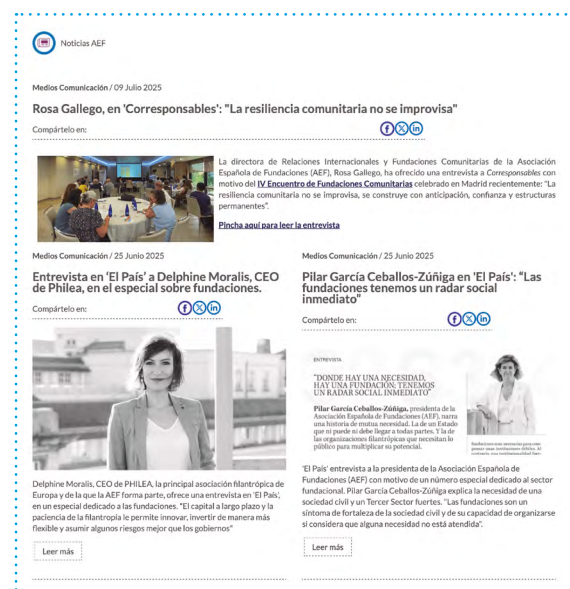 Noticias AEF
Medios Comunicación / 09 Julio 2025
Rosa Gallego, en 'Corresponsables': "La resiliencia comunitaria no se improvisa"
Compártelo en:
La directora de Relaciones Internacionales y Fundaciones Comunitarias de la Asociación
Española de Fundaciones (AEF), Rosa Gallego, ha ofrecido una entrevista a Corresponsables con
motivo del IV Encuentro de Fundaciones Comunitarias celebrado en Madrid recientemente: "La
resiliencia comunitaria no se improvisa, se construye con anticipación, confianza y estructuras
permanentes".
Pincha aquí para leer la entrevista
Medios Comunicación / 25 Junio 2025
Entrevista en ‘El País’ a Delphine Moralis, CEO
de Philea, en el especial sobre fundaciones.
Compártelo en:
Delphine Moralis, CEO de PHILEA, la principal asociación filantrópica de
Europa y de la que la AEF forma parte, ofrece una entrevista en 'El País',
en un especial dedicado a las fundaciones. "El capital a largo plazo y la
paciencia de la filantropía le permite innovar, invertir de manera más
flexible y asumir algunos riesgos mejor que los gobiernos"
Leer más
Medios Comunicación / 25 Junio 2025
Pilar García Ceballos-Zúñiga en 'El País': “Las
fundaciones tenemos un radar social
inmediato”
Compártelo en:
ENTREVISTA
“DONDE HAY UNA NECESIDAD,
HAY UNA FUNDACIÓN: TENEMOS
UN RADAR SOCIAL INMEDIATO”
Pilar García Ceballos-Zúñiga, presidenta de la
Asociación Española de Fundaciones (AEF), narra
una historia de mutua necesidad. La de un Estado
que ni puede ni debe llegar a todas partes. Y la de
las organizaciones filantrópicas que necesitan lo
público para multiplicar su potencial.
'El País' entrevista a la presidenta de la Asociación Española de
Fundaciones (AEF) con motivo de un número especial dedicado al sector
fundacional. Pilar García Ceballos-Zúñiga explica la necesidad de una
sociedad civil y un Tercer Sector fuertes. "Las fundaciones son un
síntoma de fortaleza de la sociedad civil y de su capacidad de organizarse
si considera que alguna necesidad no está atendida".
Leer más